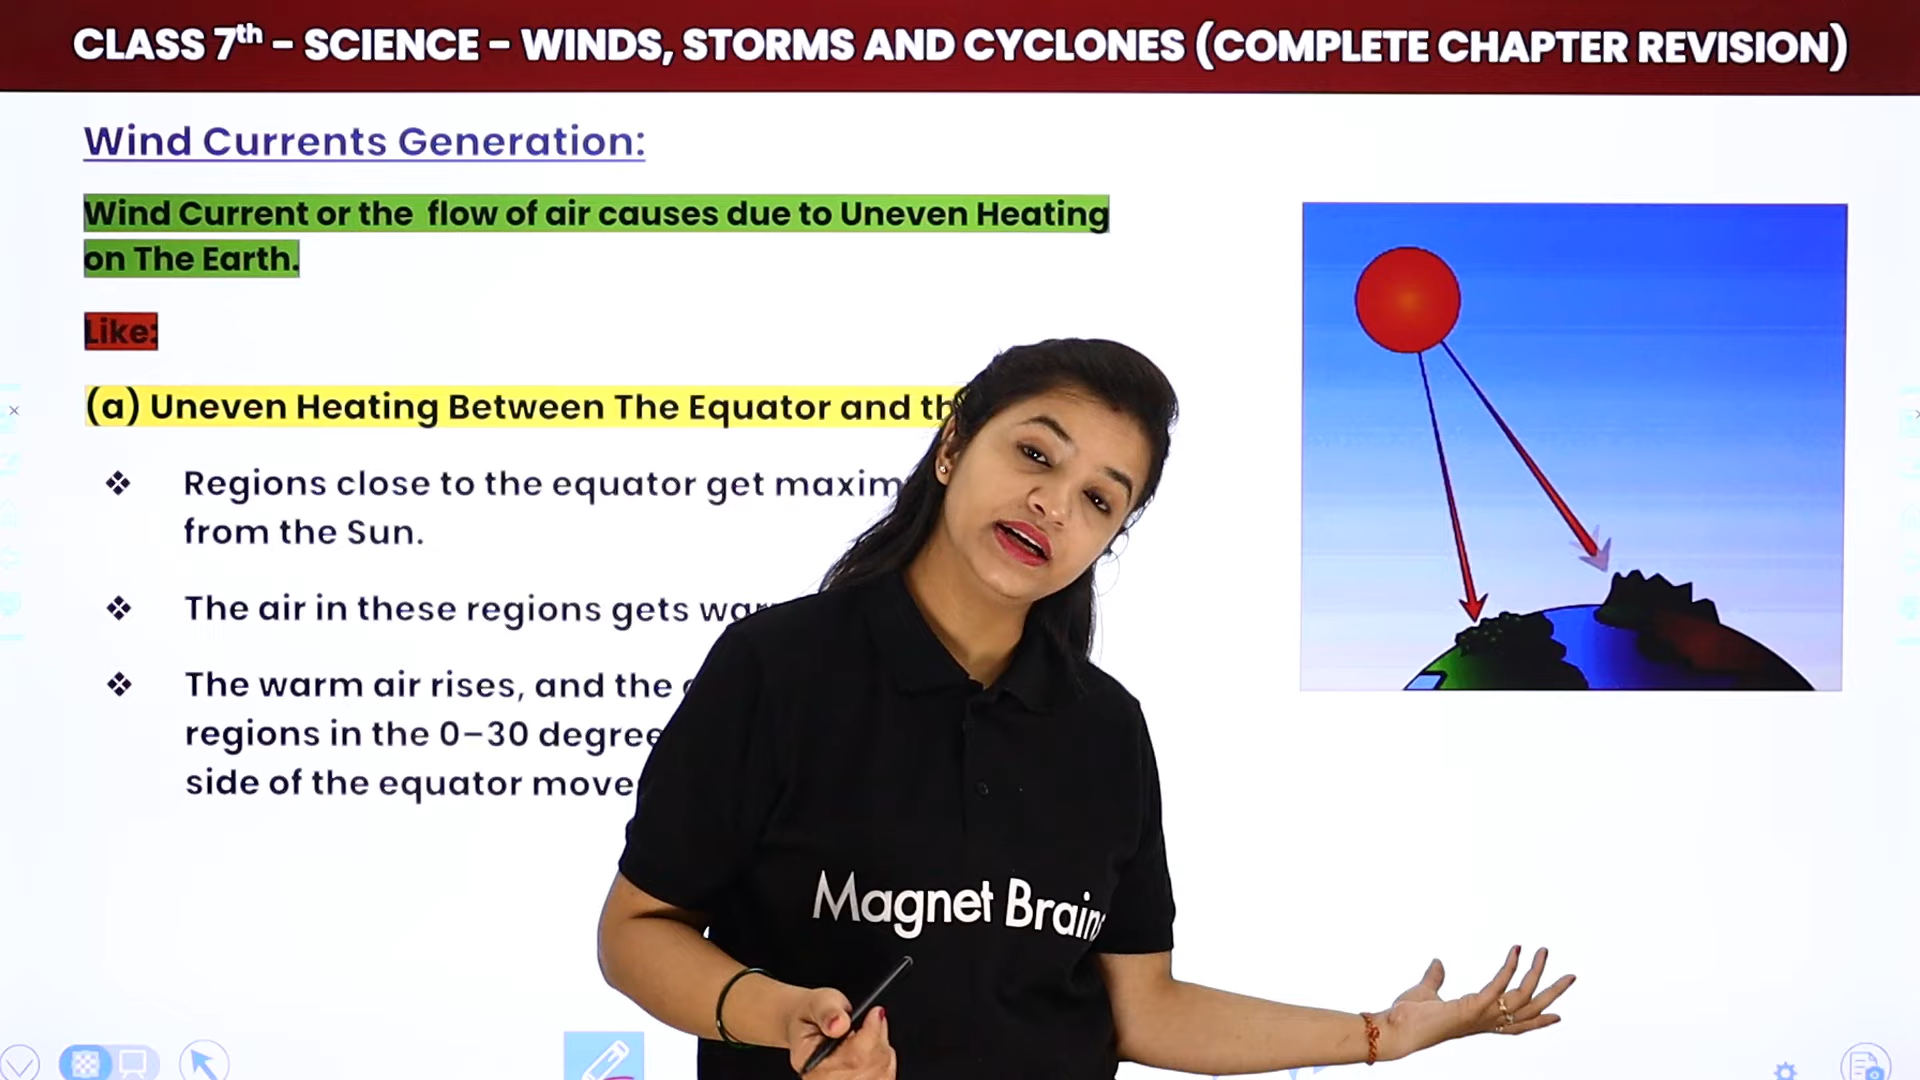 CLASS 7th - SCIENCE - WINDS, STORMS AND CYCLONES (COMPLETE CHAPTER REVISION)
Wind Currents Generation:
Wind Current or the flow of air causes due to Uneven Heating
on The Earth.
Like:
(a) Uneven Heating Between The Equator and th
❖ Regions close to the equator get maxim
from the Sun.
❖ The air in these regions gets
❖ The warm air rises, and the
regions in the 0–30 degree
side of the equator move
Magnet Brains